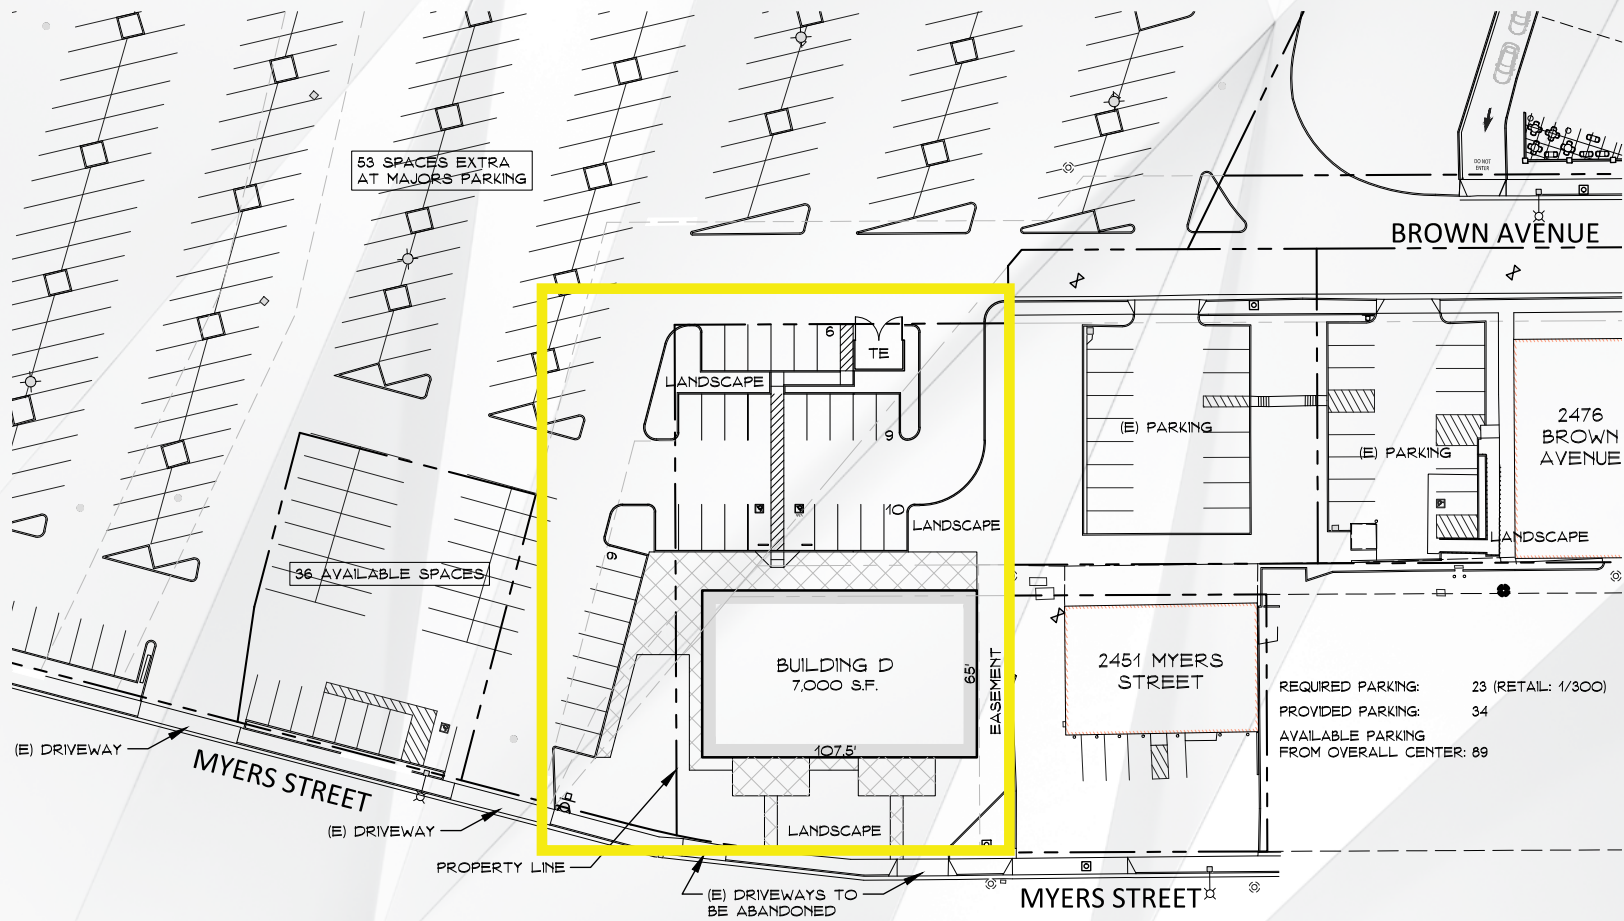 53 SPACES EXTRA
AT MAJORS PARKING
DO NOT
ENTER
BROWN AVENUE
6
TE
LANDSCAPE
9
(E) PARKING
(E) PARKING
2476
BROWN
AVENUE
10
LANDSCAPE
LANDSCAPE
9
36 AVAILABLE SPACES
BUILDING D
7,000 S.F.
65'
107.5'
EASEMENT
2451 MYERS
STREET
REQUIRED PARKING: 23 (RETAIL: 1/300)
PROVIDED PARKING: 34
AVAILABLE PARKING
FROM OVERALL CENTER: 89
(E) DRIVEWAY
MYERS STREET
(E) DRIVEWAY
LANDSCAPE
PROPERTY LINE
(E) DRIVEWAYS TO
BE ABANDONED
MYERS STREET